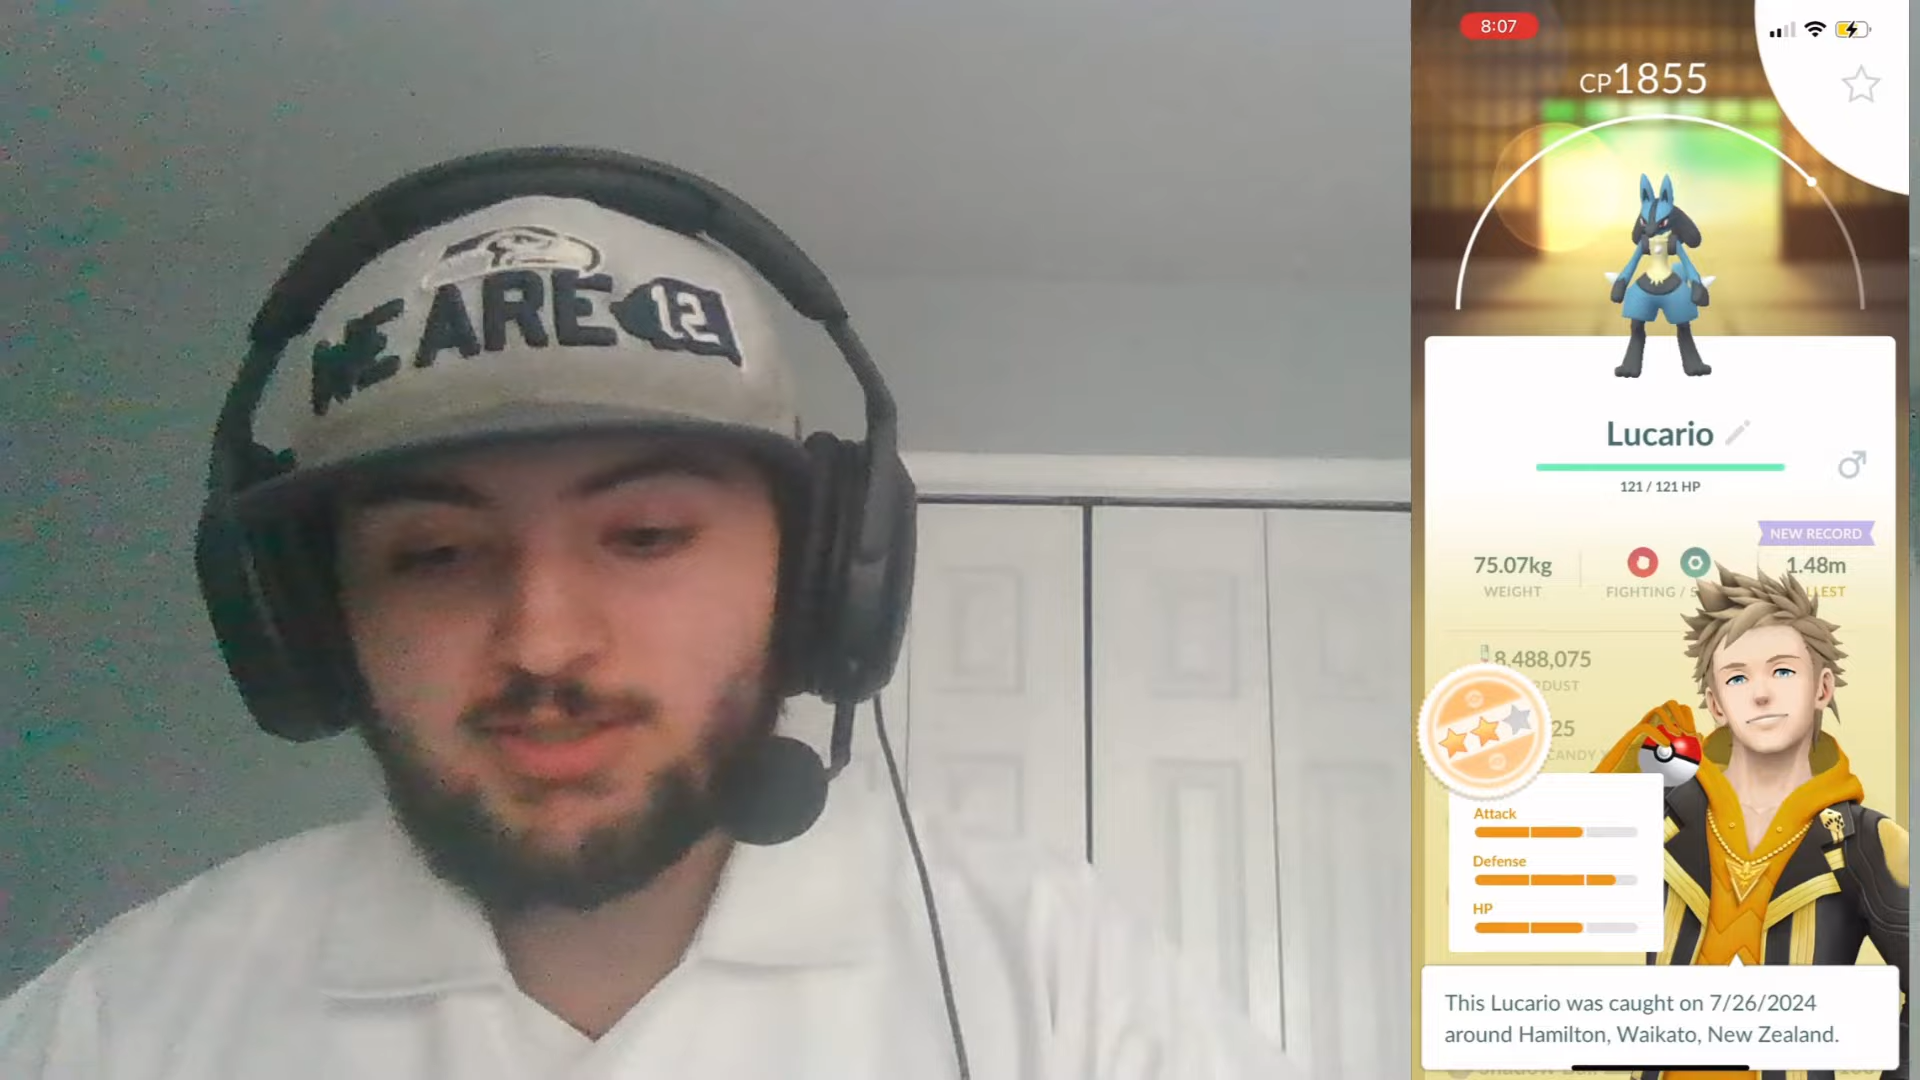 WE ARE 12
8:07
CP1855
Lucario
121 / 121 HP
NEW RECORD
75.07kg
1.48m
WEIGHT
FIGHTING /
8,488,075
25
CANDY
Attack
Defense
HP
This Lucario was caught on 7/26/2024
around Hamilton, Waikato, New Zealand.